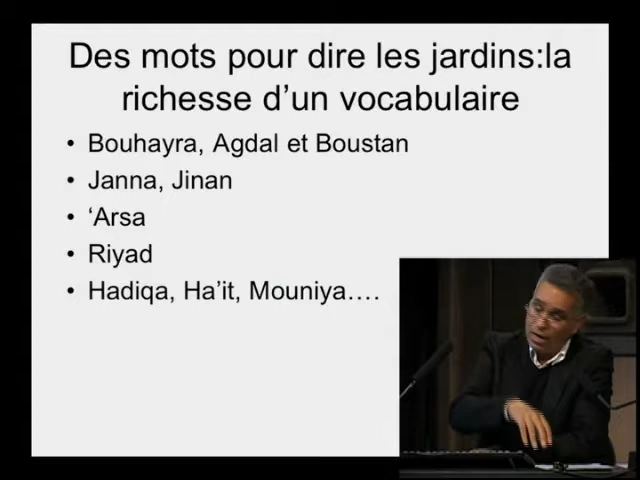 Des mots pour dire les jardins:la
richesse d’un vocabulaire
• Bouhayra, Agdal et Boustan
• Janna, Jinan
• ‘Arsa
• Riyad
• Hadiqa, Ha’it, Mouniya….